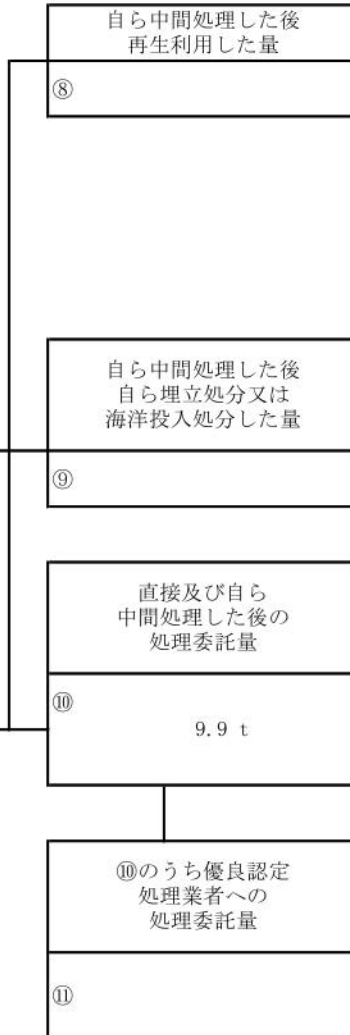 自ら中間処理した後
再生利用した量
⑧
自ら中間処理した後
自ら埋立処分又は
海洋投入処分した量
⑨
直接及び自ら
中間処理した後の
処理委託量
⑩
9.9 t
⑩のうち優良認定
処理業者への
処理委託量
⑪